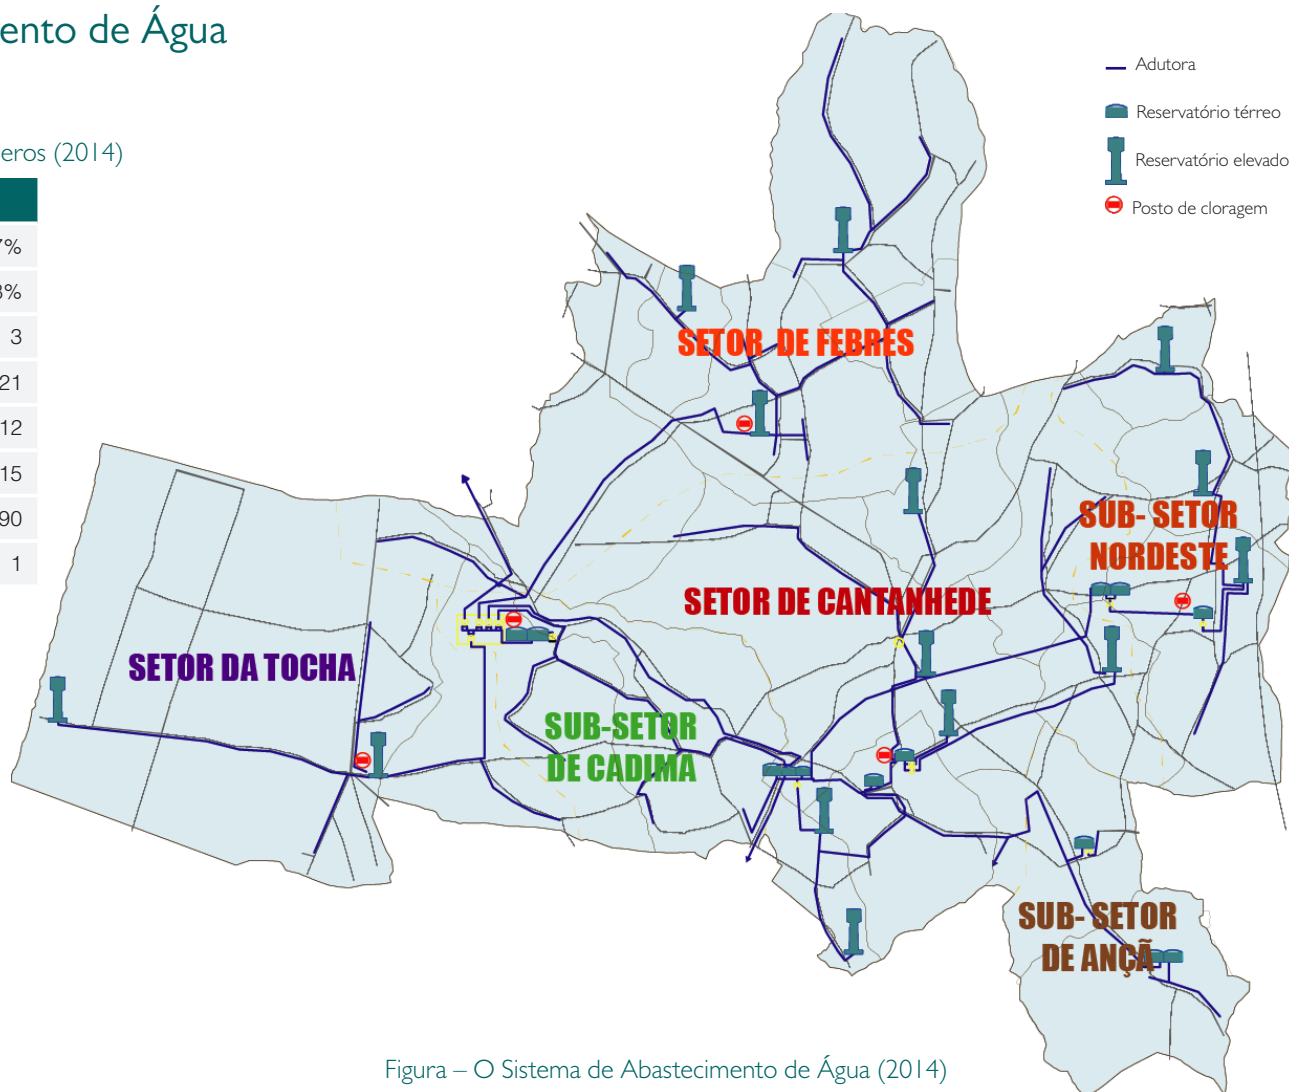 ento de Água
eros (2014)
7%
3%
3
21
12
15
90
1
Adutora
Reservatório térreo
Reservatório elevado
Posto de cloragem
SETOR DE FEBRES
SUB- SETOR
NORDESTE
SETOR DE CANTANHEDE
SETOR DA TOCHA
SUB-SETOR
DE CADIMA
SUB- SETOR
DE ANÇÃ
Figura – O Sistema de Abastecimento de Água (2014)